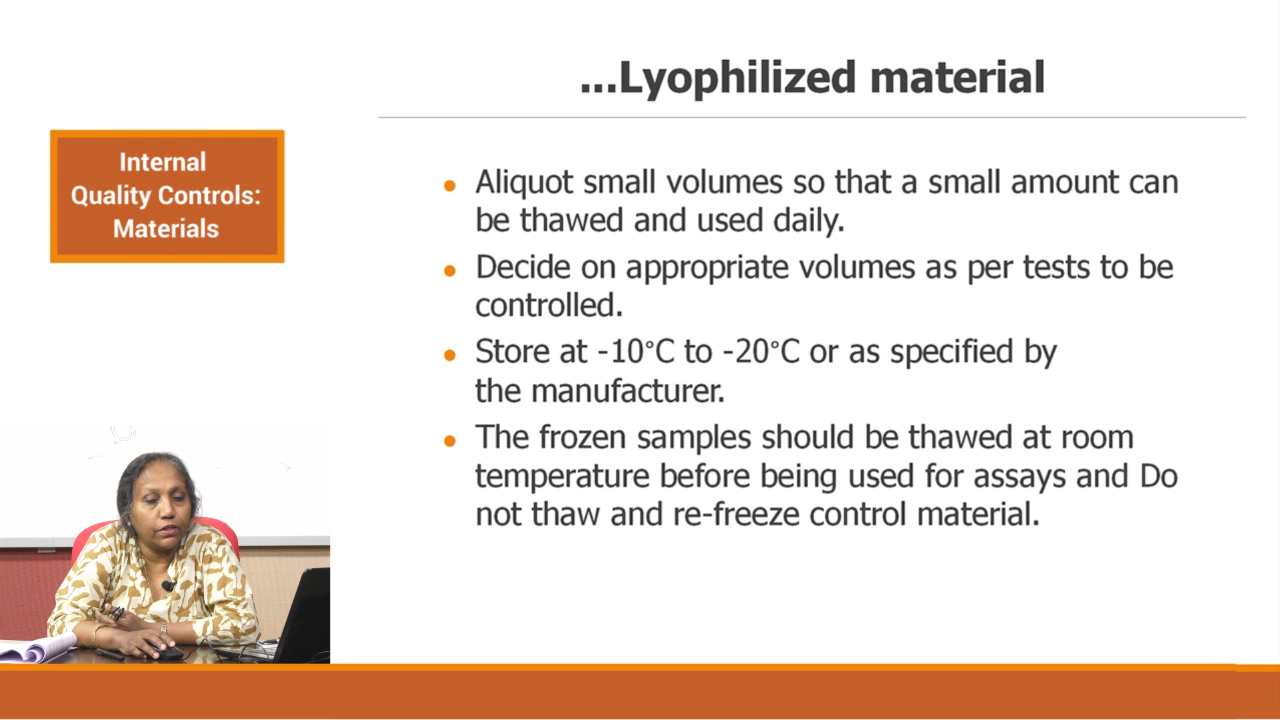 ...Lyophilized material
Internal
Quality Controls:
Materials
● Aliquot small volumes so that a small amount can
be thawed and used daily.
● Decide on appropriate volumes as per tests to be
controlled.
● Store at -10°C to -20°C or as specified by
the manufacturer.
● The frozen samples should be thawed at room
temperature before being used for assays and Do
not thaw and re-freeze control material.